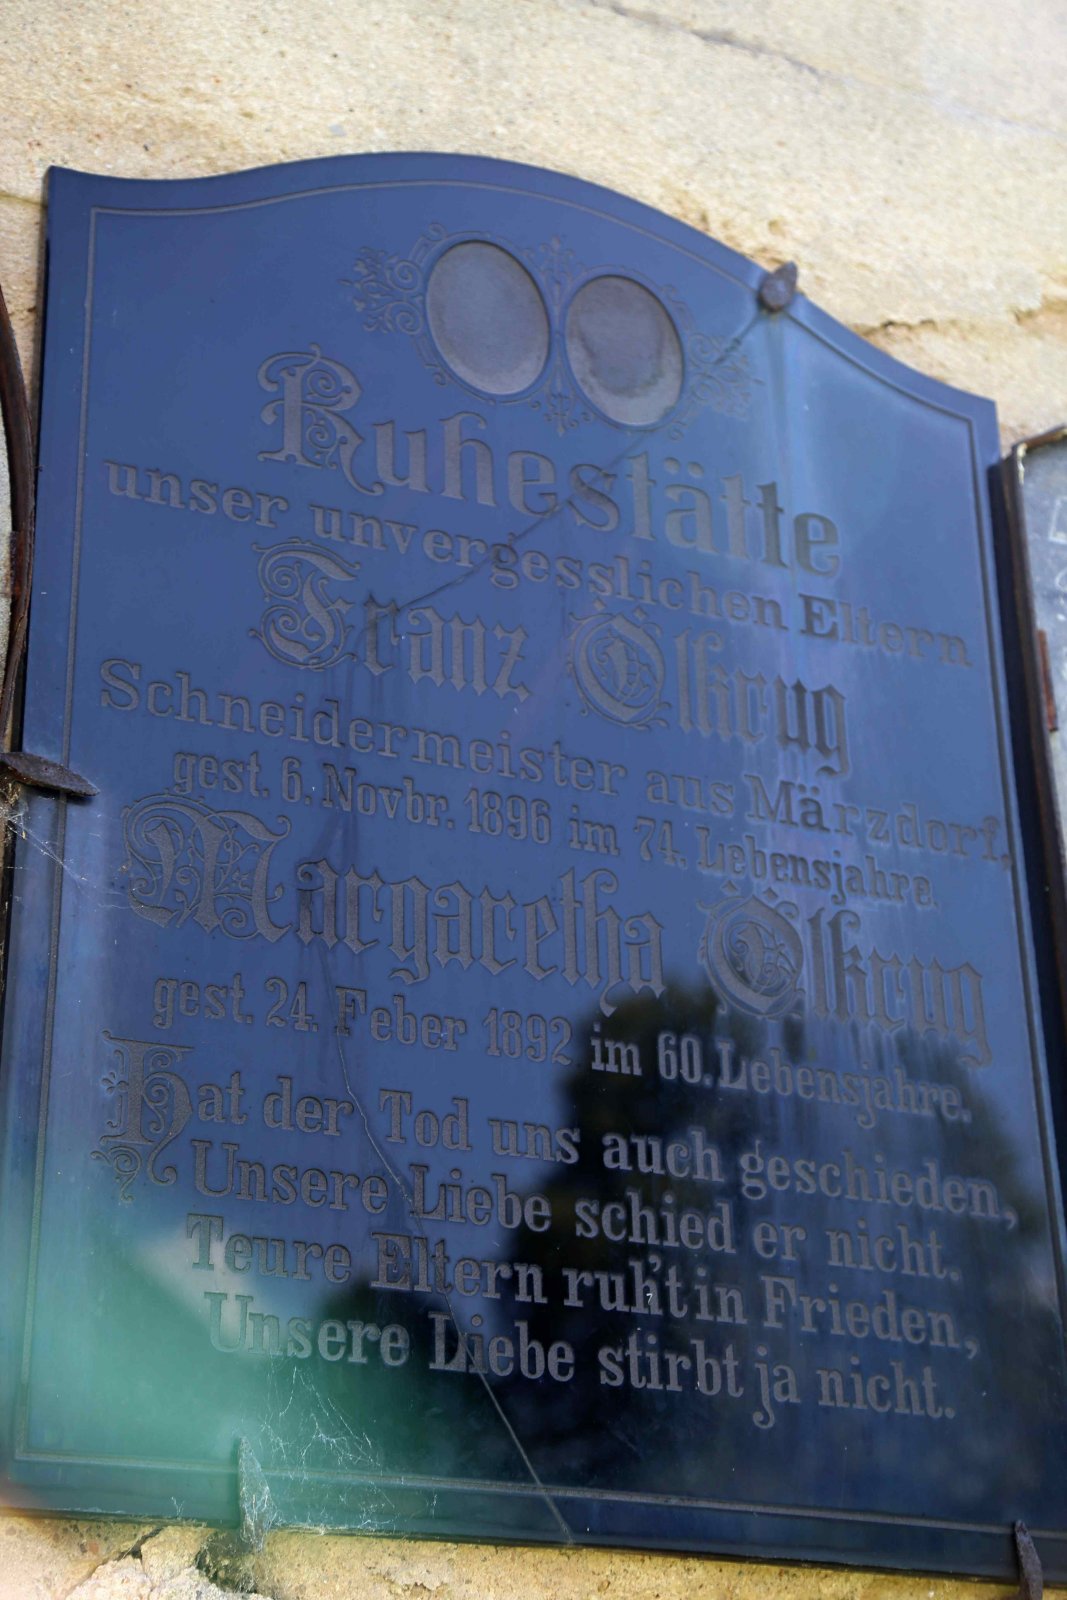 Ruhestätte
unser unvergesslichen Eltern
Franz Ölkrug
Schneidermeister aus Märzdorf,
gest. 6. Novbr. 1896 im 74. Lebensjahre.
Margaretha Ölkrug
gest. 24. Feber 1892 im 60. Lebensjahre.
Hat der Tod uns auch geschieden,
Unsere Liebe schied er nicht.
Teure Eltern ruh't in Frieden,
Unsere Liebe stirbt ja nicht.